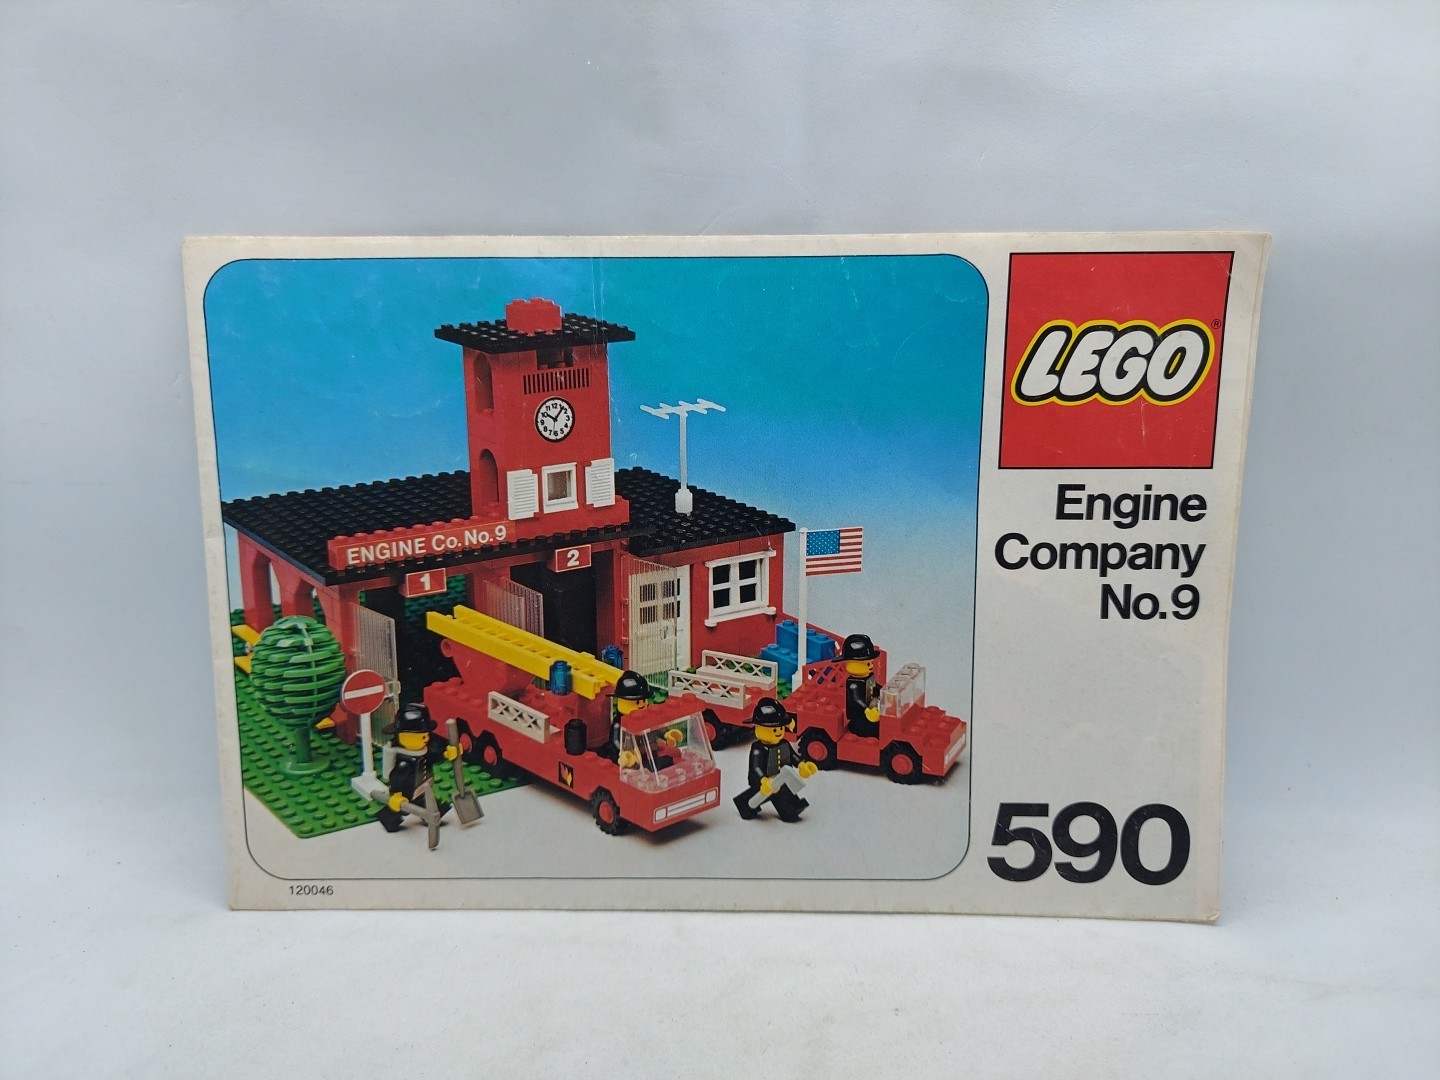 LEGO®
Engine
Company
No.9
590
ENGINE Co.No.9
1
2
120046